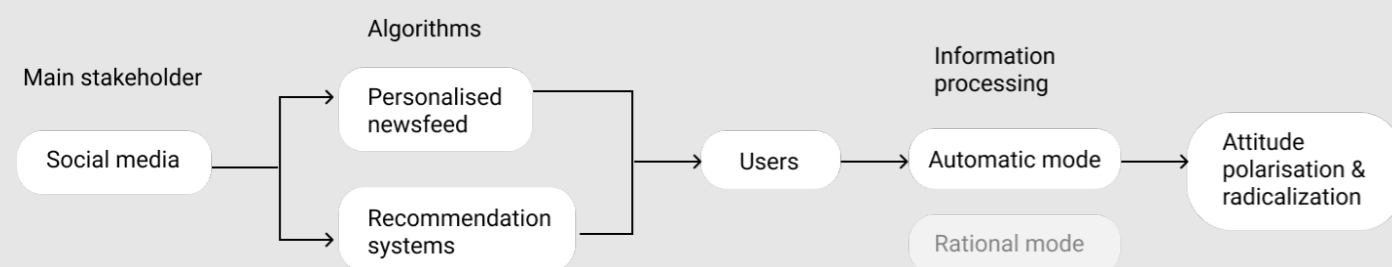 Main stakeholder
Social media
Algorithms
Personalised
newsfeed
Recommendation
systems
Users
Information
processing
Automatic mode
Rational mode
Attitude
polarisation &
radicalization